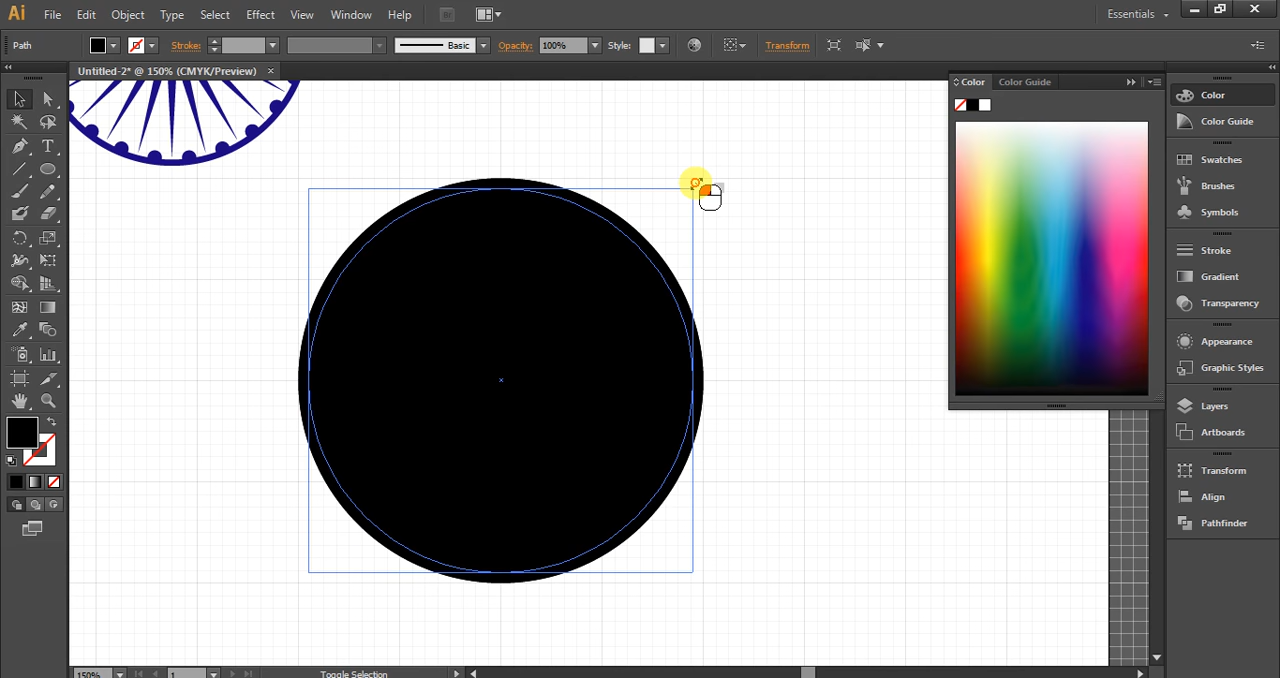 Ai File Edit Object Type Select Effect View Window Help Essentials
Path Stroke: Basic Opacity: 100% Style: Transform
Untitled-2* @ 150% (CMYK/Preview) ×
Color Color Guide
Color
Color Guide
Swatches
Brushes
Symbols
Stroke
Gradient
Transparency
Appearance
Graphic Styles
Layers
Artboards
Transform
Align
Pathfinder
150% 1 Toggle Selection